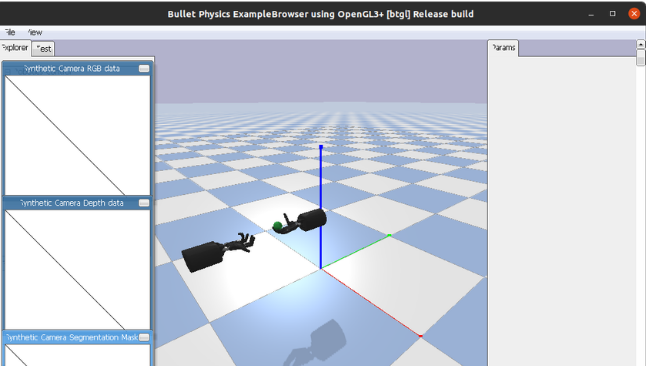 Bullet Physics ExampleBrowser using OpenGL3+ [btgl] Release build
File View
Explorer Test
Params
Synthetic Camera RGB data
Synthetic Camera Depth data
Synthetic Camera Segmentation Mask